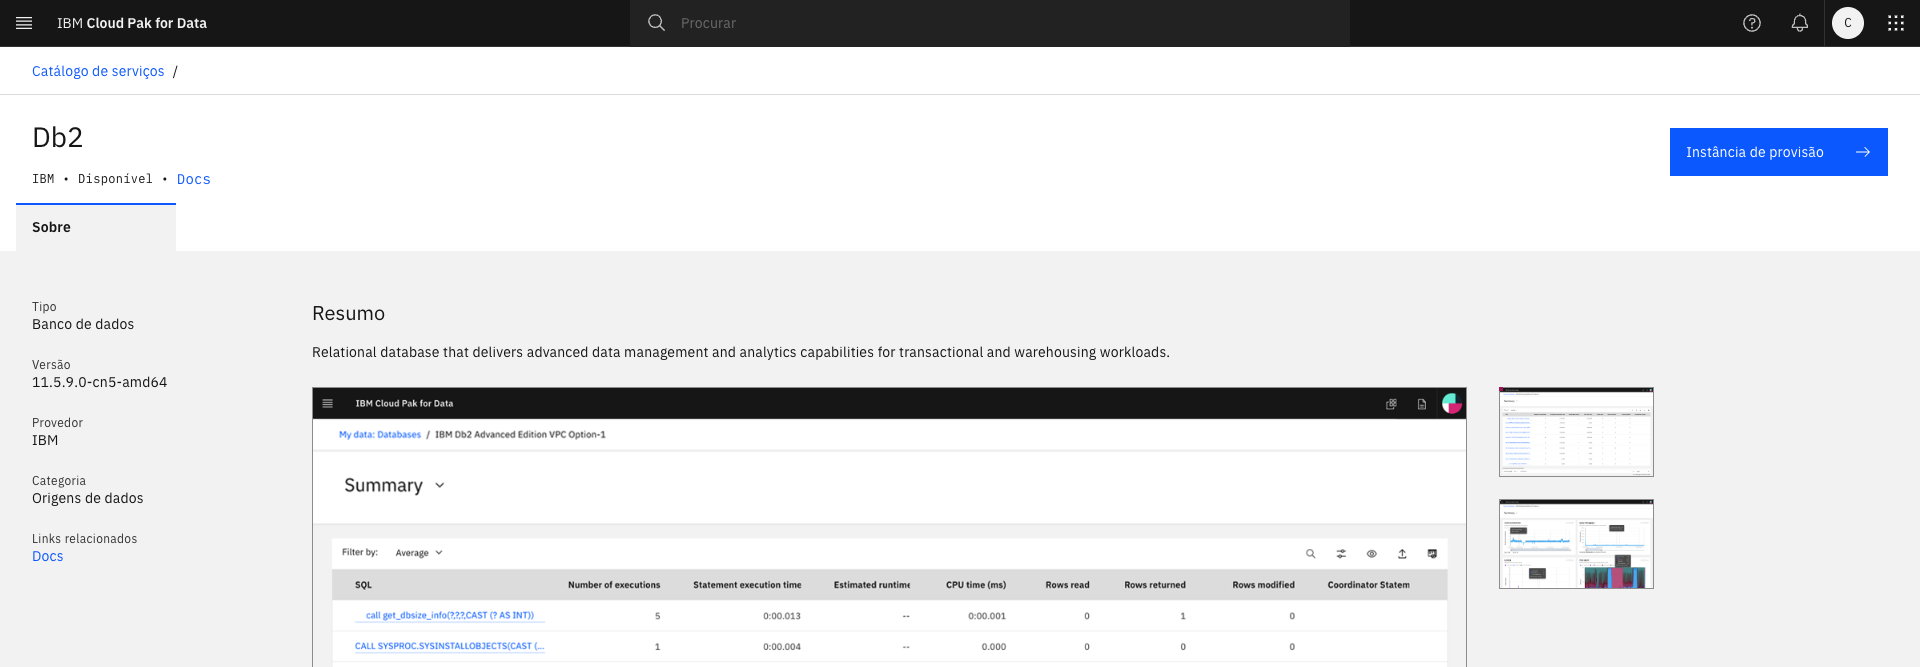 IBM Cloud Pak for Data
Procurar
C
Catálogo de serviços /
Db2
IBM • Disponível • Docs
Instância de provisão
Sobre
Tipo
Banco de dados
Versão
11.5.9.0-cn5-amd64
Provedor
IBM
Categoria
Origens de dados
Links relacionados
Docs
Resumo
Relational database that delivers advanced data management and analytics capabilities for transactional and warehousing workloads.
IBM Cloud Pak for Data
My data: Databases / IBM Db2 Advanced Edition VPC Option-1
Summary
Filter by: Average
SQL Number of executions Statement execution time Estimated runtime CPU time (ms) Rows read Rows returned Rows modified Coordinator Statem
call get_dbsize_info(?,?,?,CAST (? AS INT)) 5 0:00.013 -- 0:00.001 0 1 0
CALL SYSPROC.SYSINSTALLOBJECTS(CAST (... 1 0:00.004 -- 0.000 0 0 0